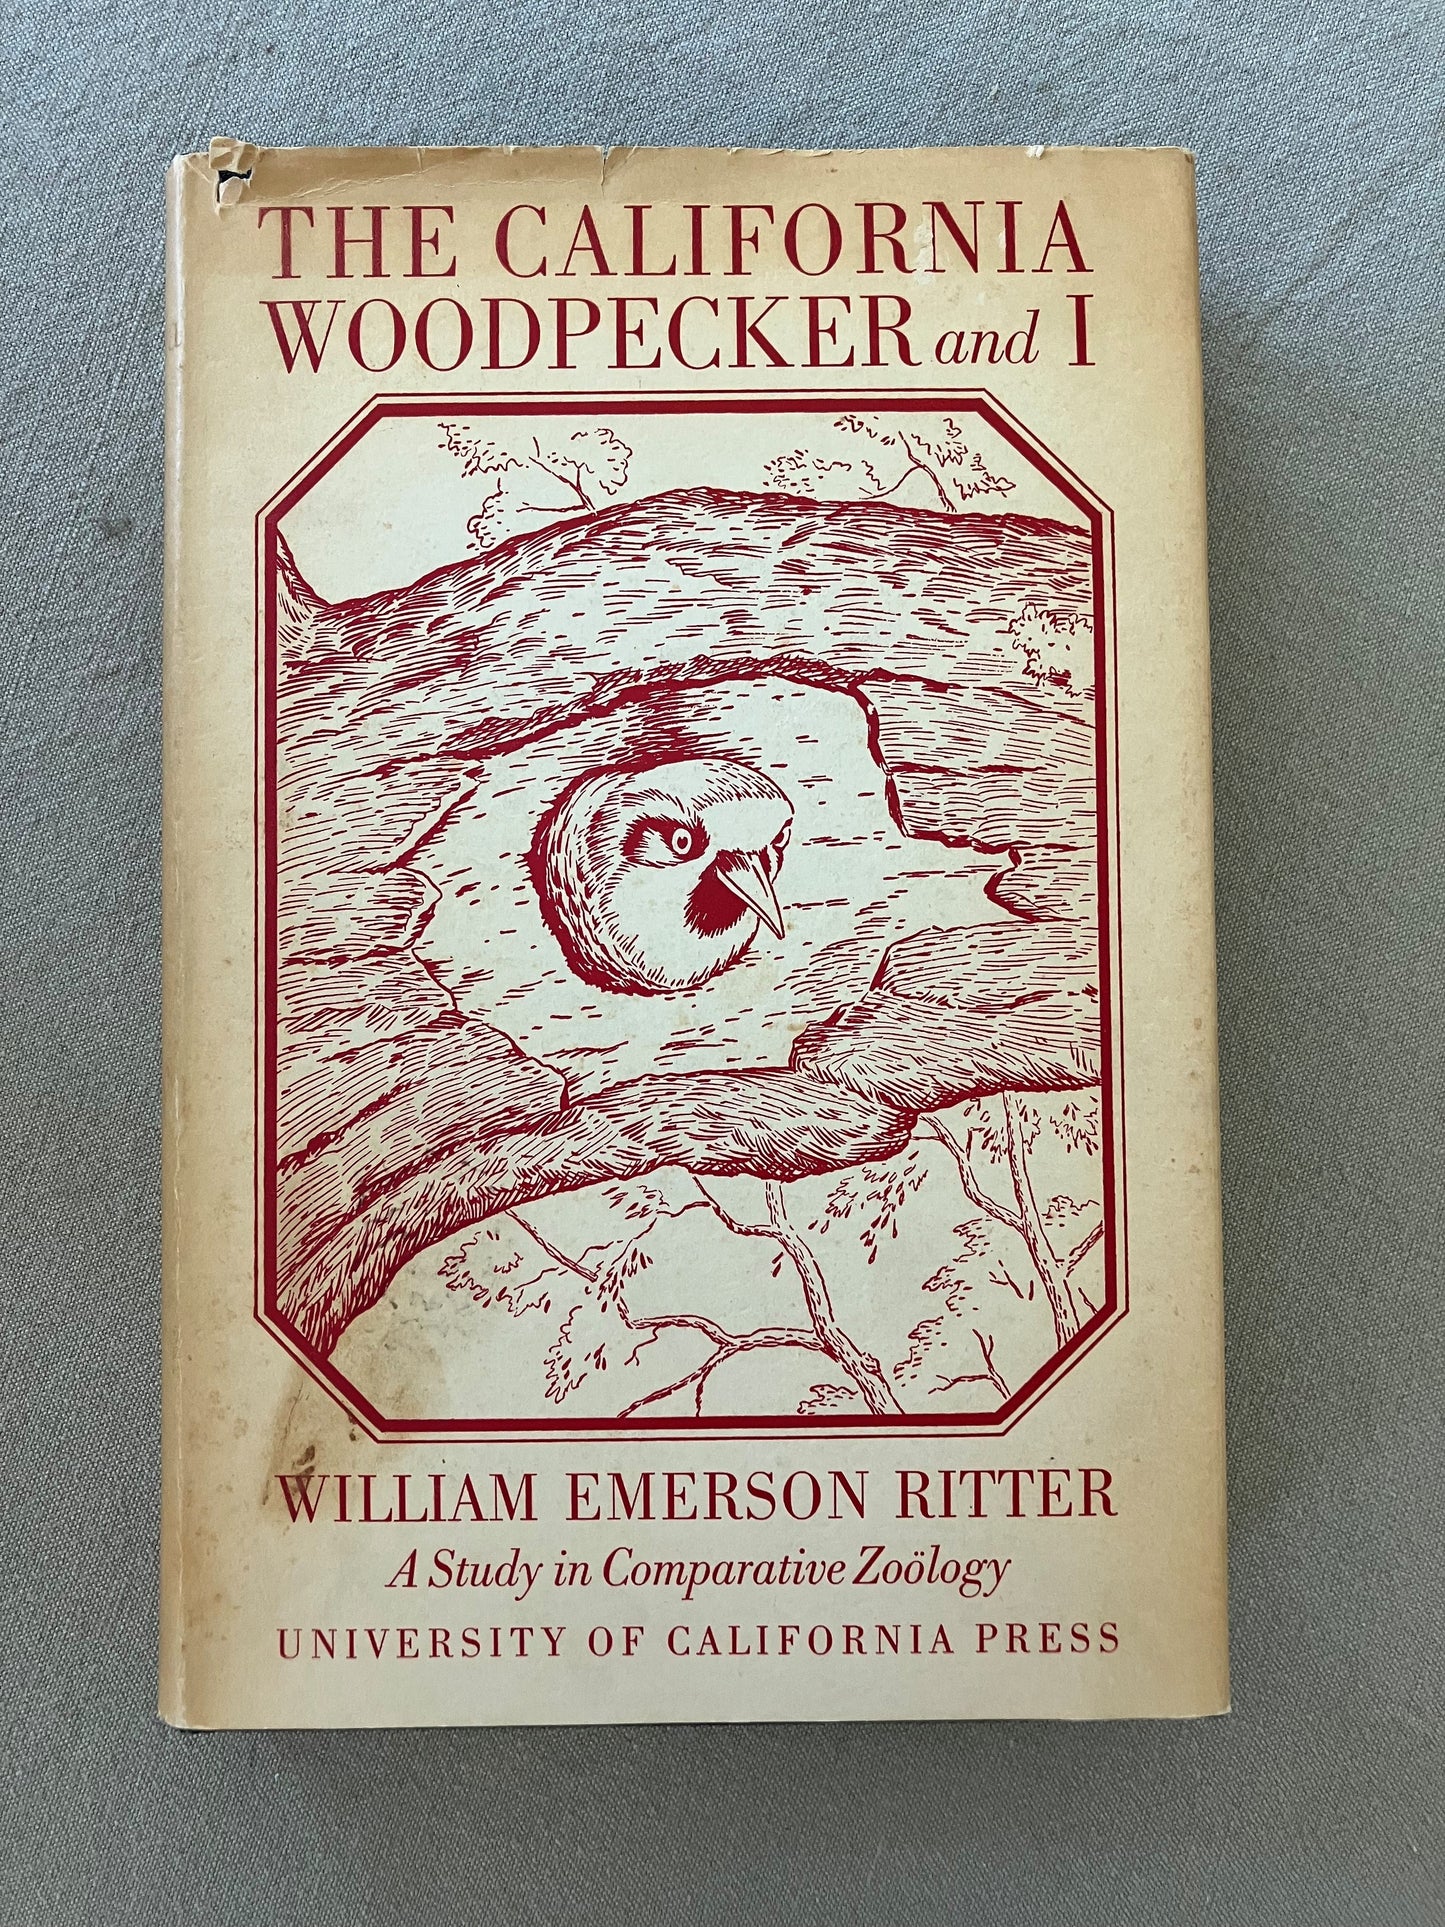 THE CALIFORNIA
WOODPECKER and I
WILLIAM EMERSON RITTER
A Study in Comparative Zoölogy
UNIVERSITY OF CALIFORNIA PRESS